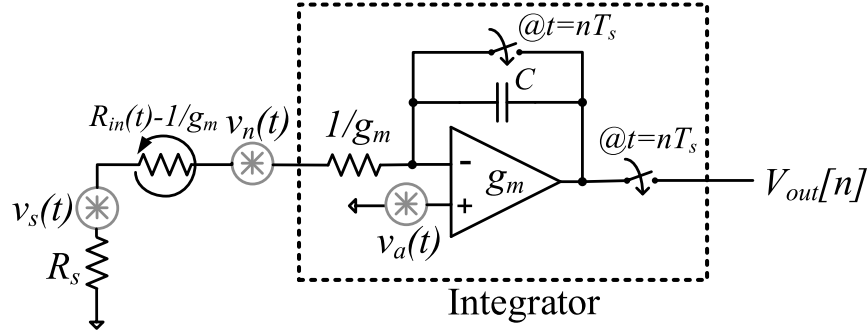 @t=nTs
C
Rin(t)-1/gm
vn(t)
1/gm
@t=nTs
-
gm
+
Vout[n]
vs(t)
va(t)
Rs
Integrator